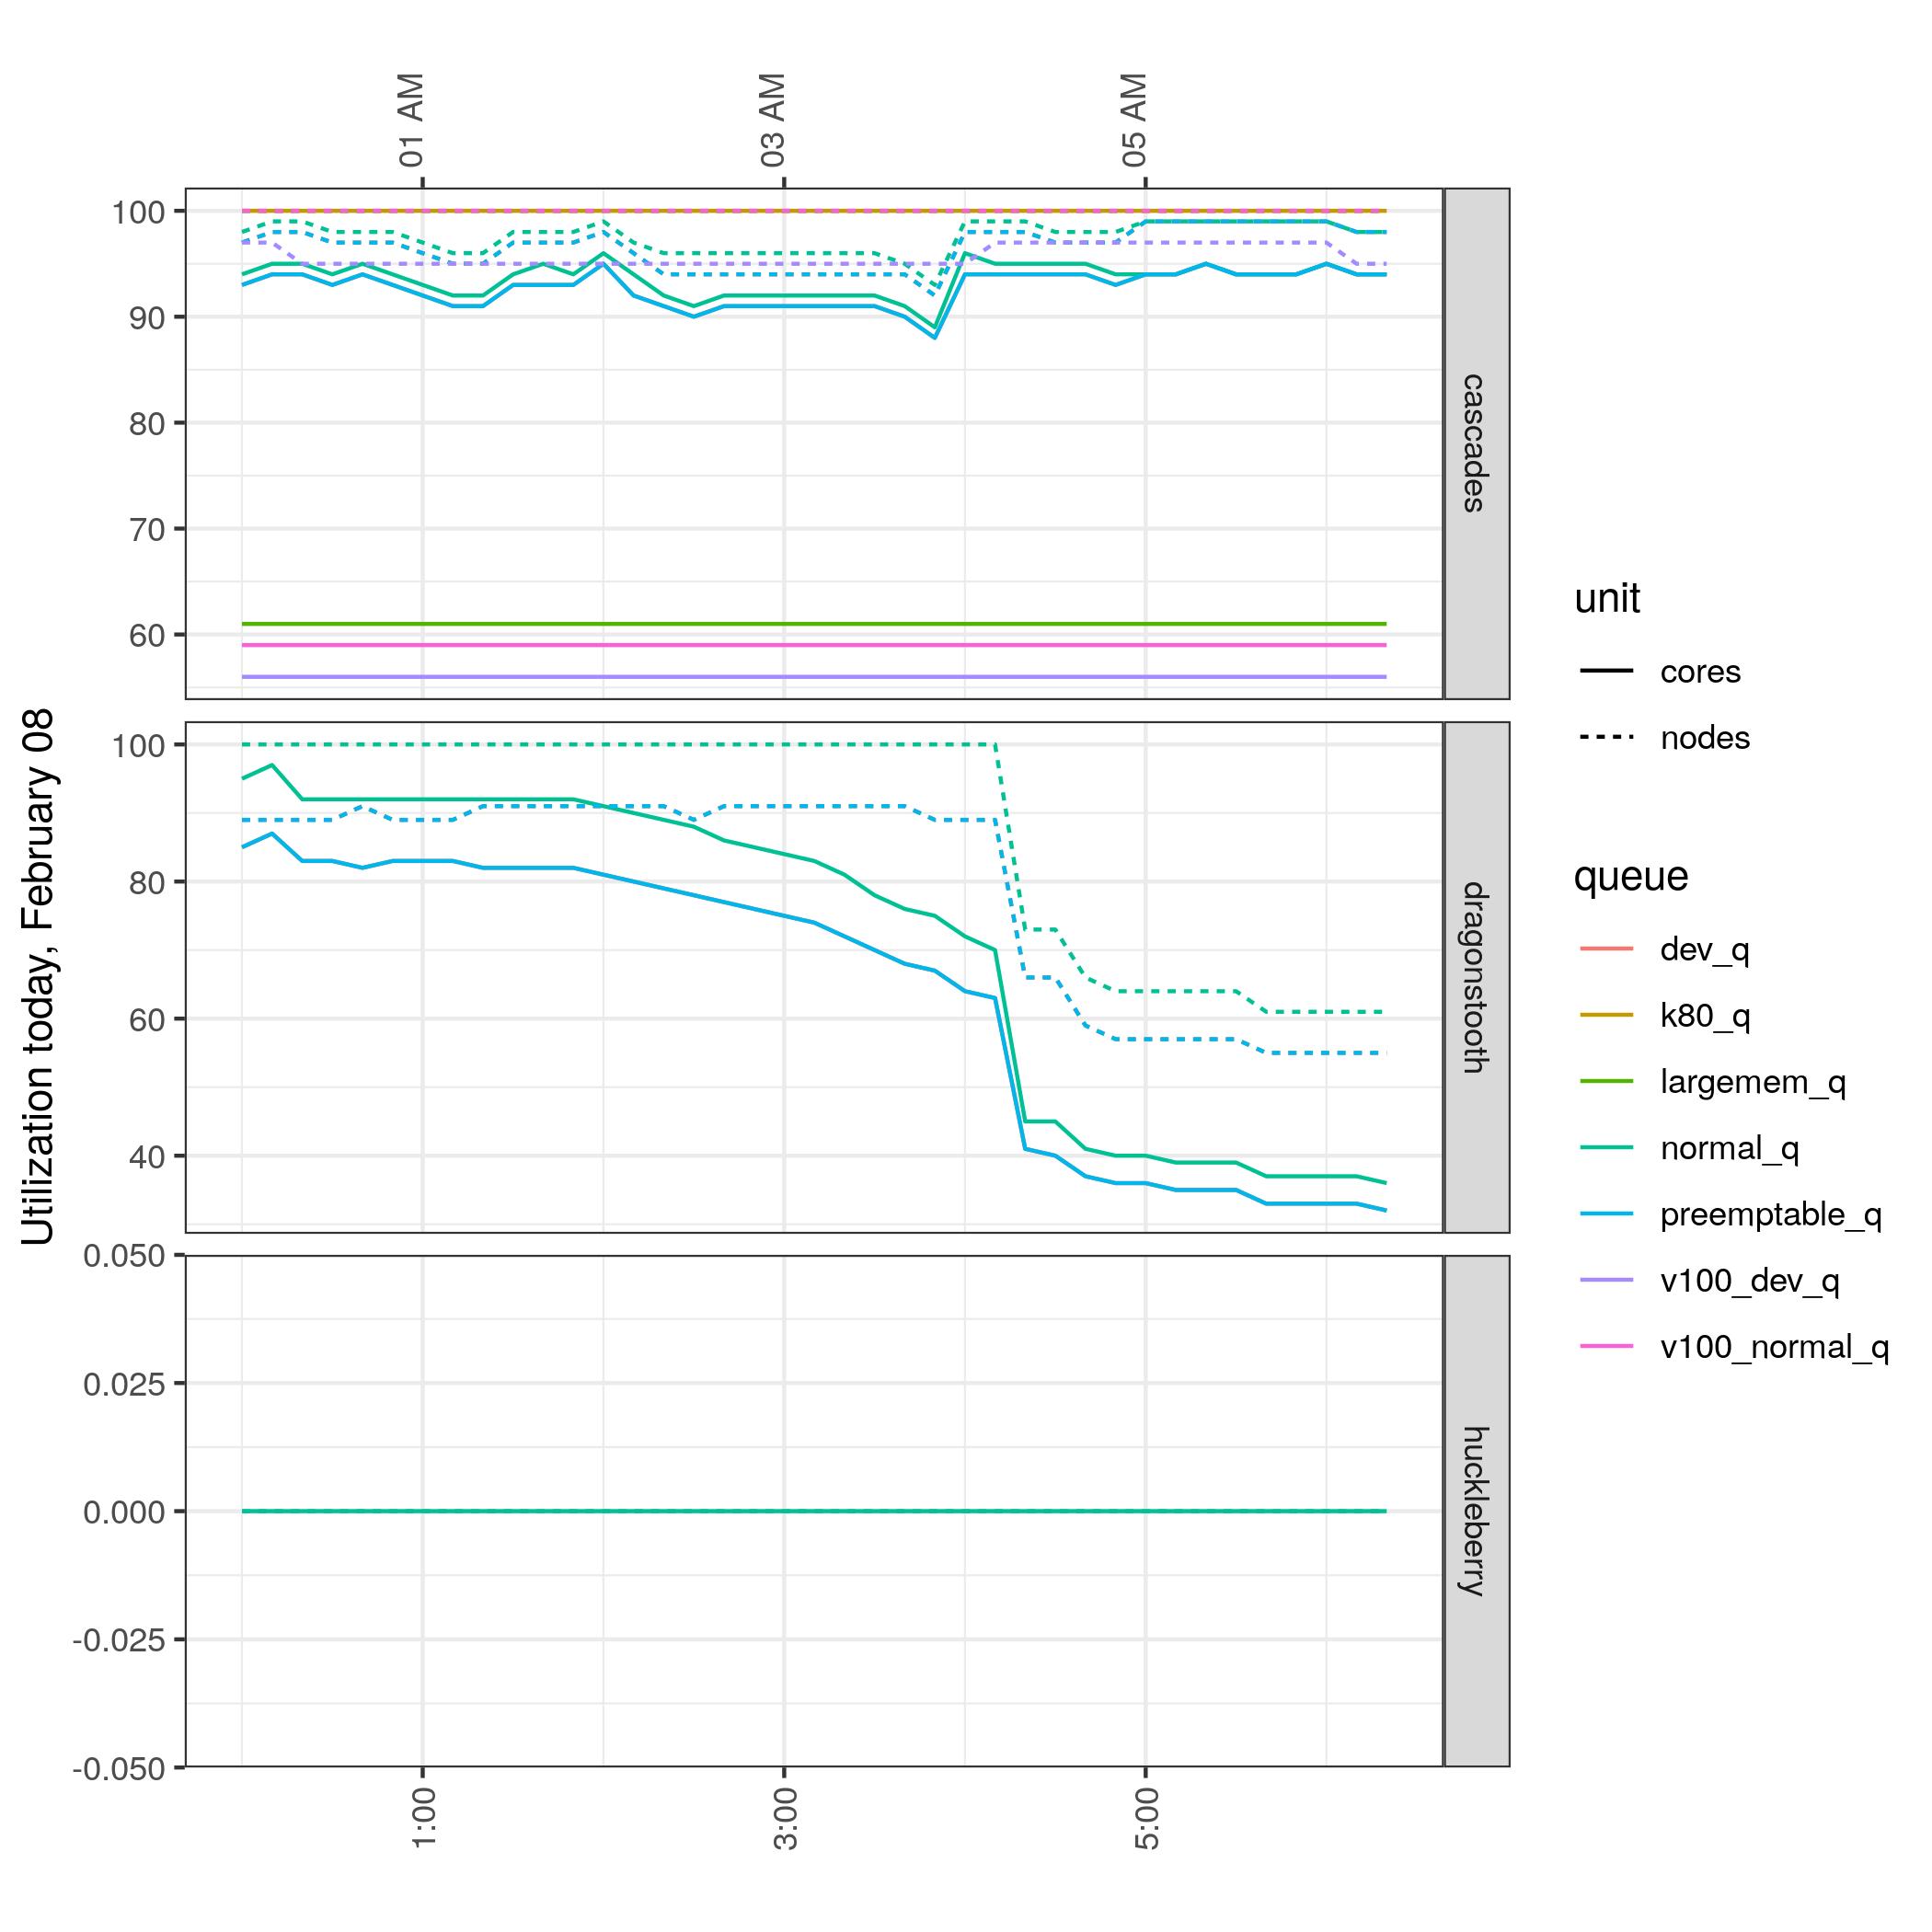 01 AM
03 AM
05 AM
Utilization today, February 08
100
90
80
70
60
cascades
100
80
60
40
dragonstooth
0.050
0.025
0.000
-0.025
-0.050
huckleberry
1:00
3:00
5:00
unit
cores
nodes
queue
dev_q
k80_q
largemem_q
normal_q
preemptable_q
v100_dev_q
v100_normal_q